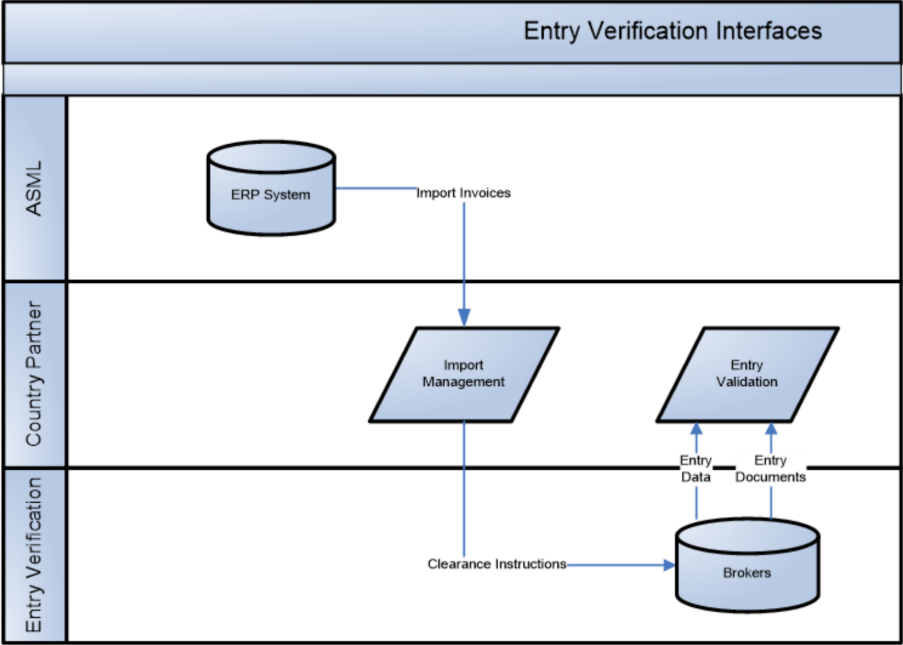 Entry Verification Interfaces
ASML
ERP System
Import Invoices
Country Partner
Import
Management
Entry
Validation
Entry
Data
Entry
Documents
Entry Verification
Clearance Instructions
Brokers